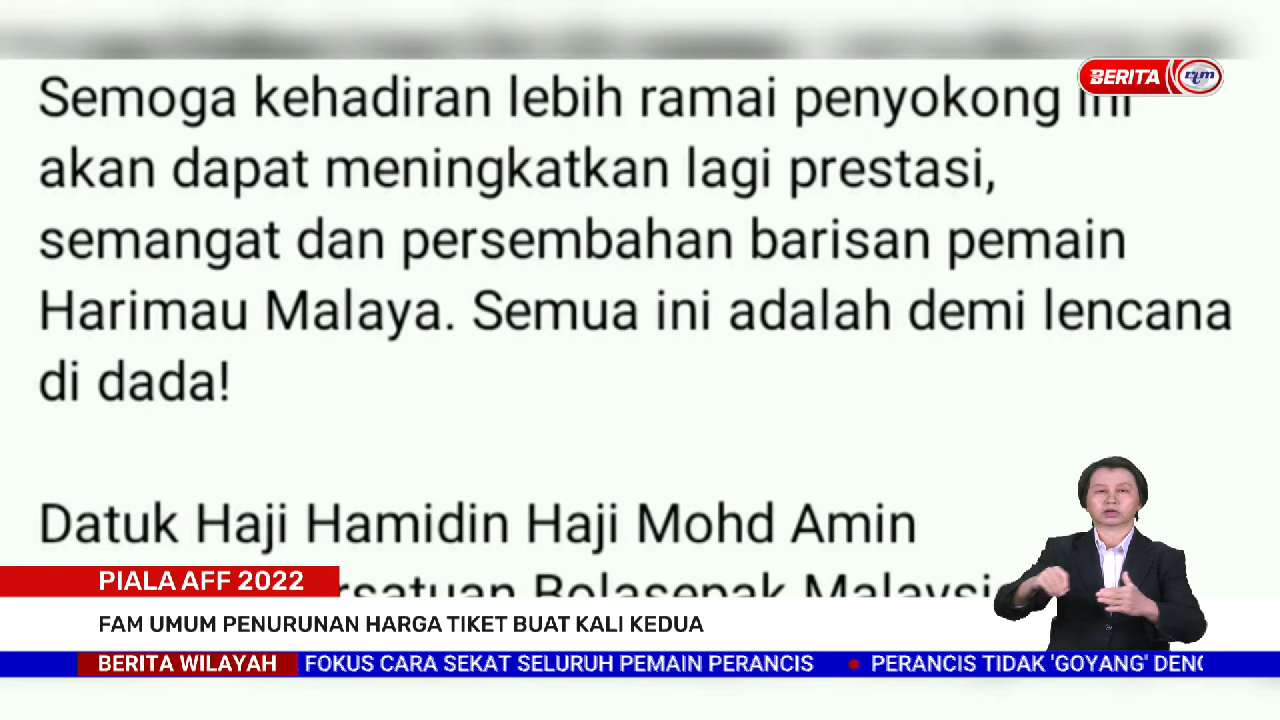 BERITA rtm
Semoga kehadiran lebih ramai penyokong ini
akan dapat meningkatkan lagi prestasi,
semangat dan persembahan barisan pemain
Harimau Malaya. Semua ini adalah demi lencana
di dada!
Datuk Haji Hamidin Haji Mohd Amin
Bolasepak
PIALA AFF 2022
FAM UMUM PENURUNAN HARGA TIKET BUAT KALI KEDUA
BERITA WILAYAH FOKUS CARA SEKAT SELURUH PEMAIN PERANCIS • PERANCIS TIDAK 'GOYANG'